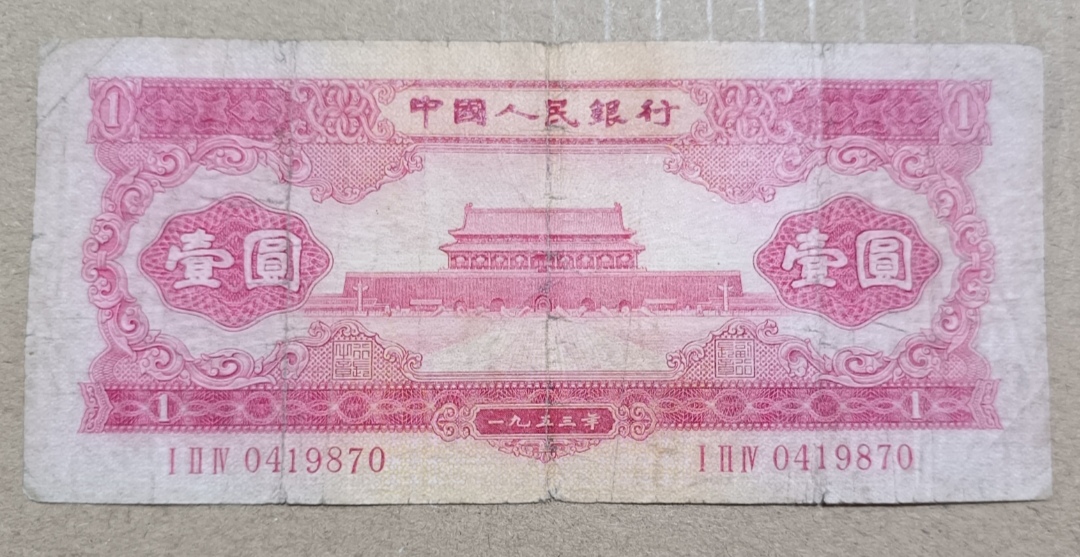 1 中國人民銀行 1
壹圓 壹圓
1 一九五三年 1
I II IV 0419870 I II IV 0419870